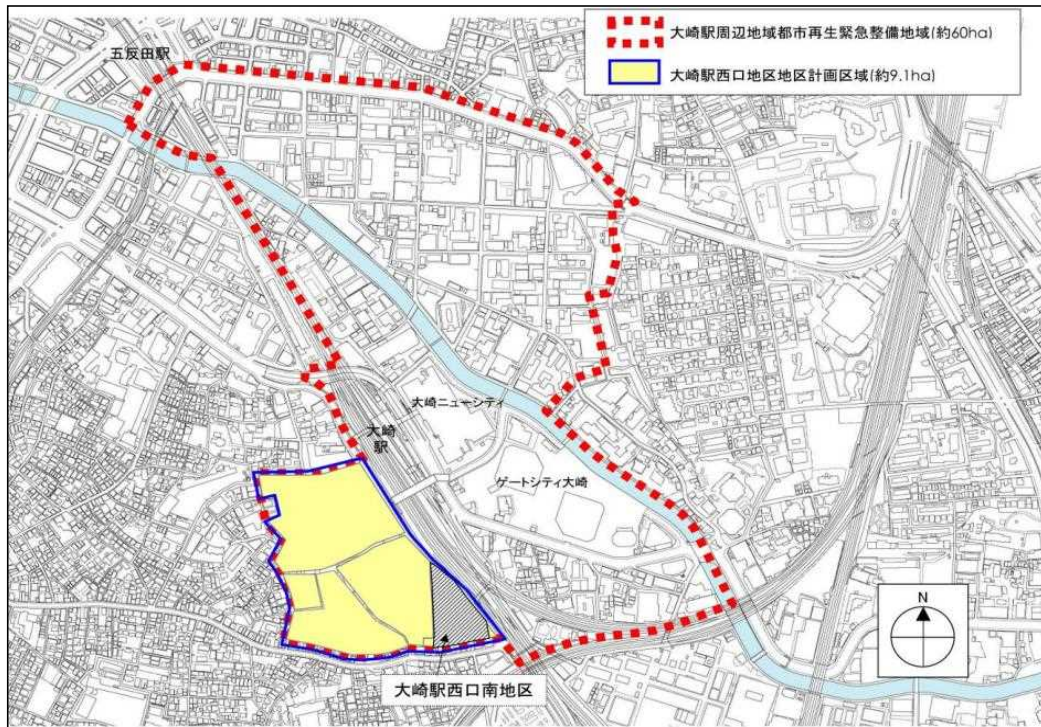 大崎駅周辺地域都市再生緊急整備地域(約60ha)
大崎駅西口地区地区計画区域(約9.1ha)
五反田駅
大崎ニューシティ
大崎
駅
ゲートシティ大崎
N
大崎駅西口南地区